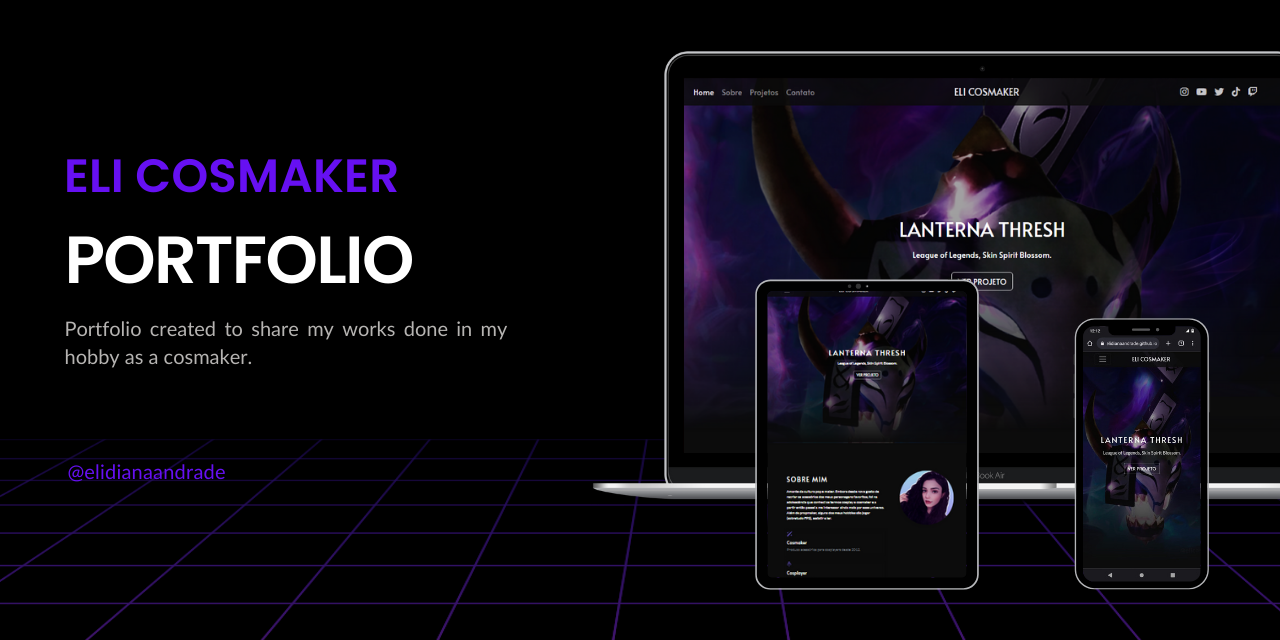 ELI COSMAKER
PORTFOLIO
Portfolio created to share my works done in my
hobby as a cosmaker.
@elidianaandrade
Home Sobre Projetos Contato
ELI COSMAKER
LANTERNA THRESH
League of Legends, Skin Spirit Blossom.
PROJETO
ook Air
LANTERNA THRESH
League of Legends, Skin Spirit Blossom.
VER PROJETO
SOBRE MIM
Cosmaker
Cosplayer
elidianaandrade.github.io
ELI COSMAKER
LANTERNA THRESH
League of Legends, Skin Spirit Blossom.
VER PROJETO